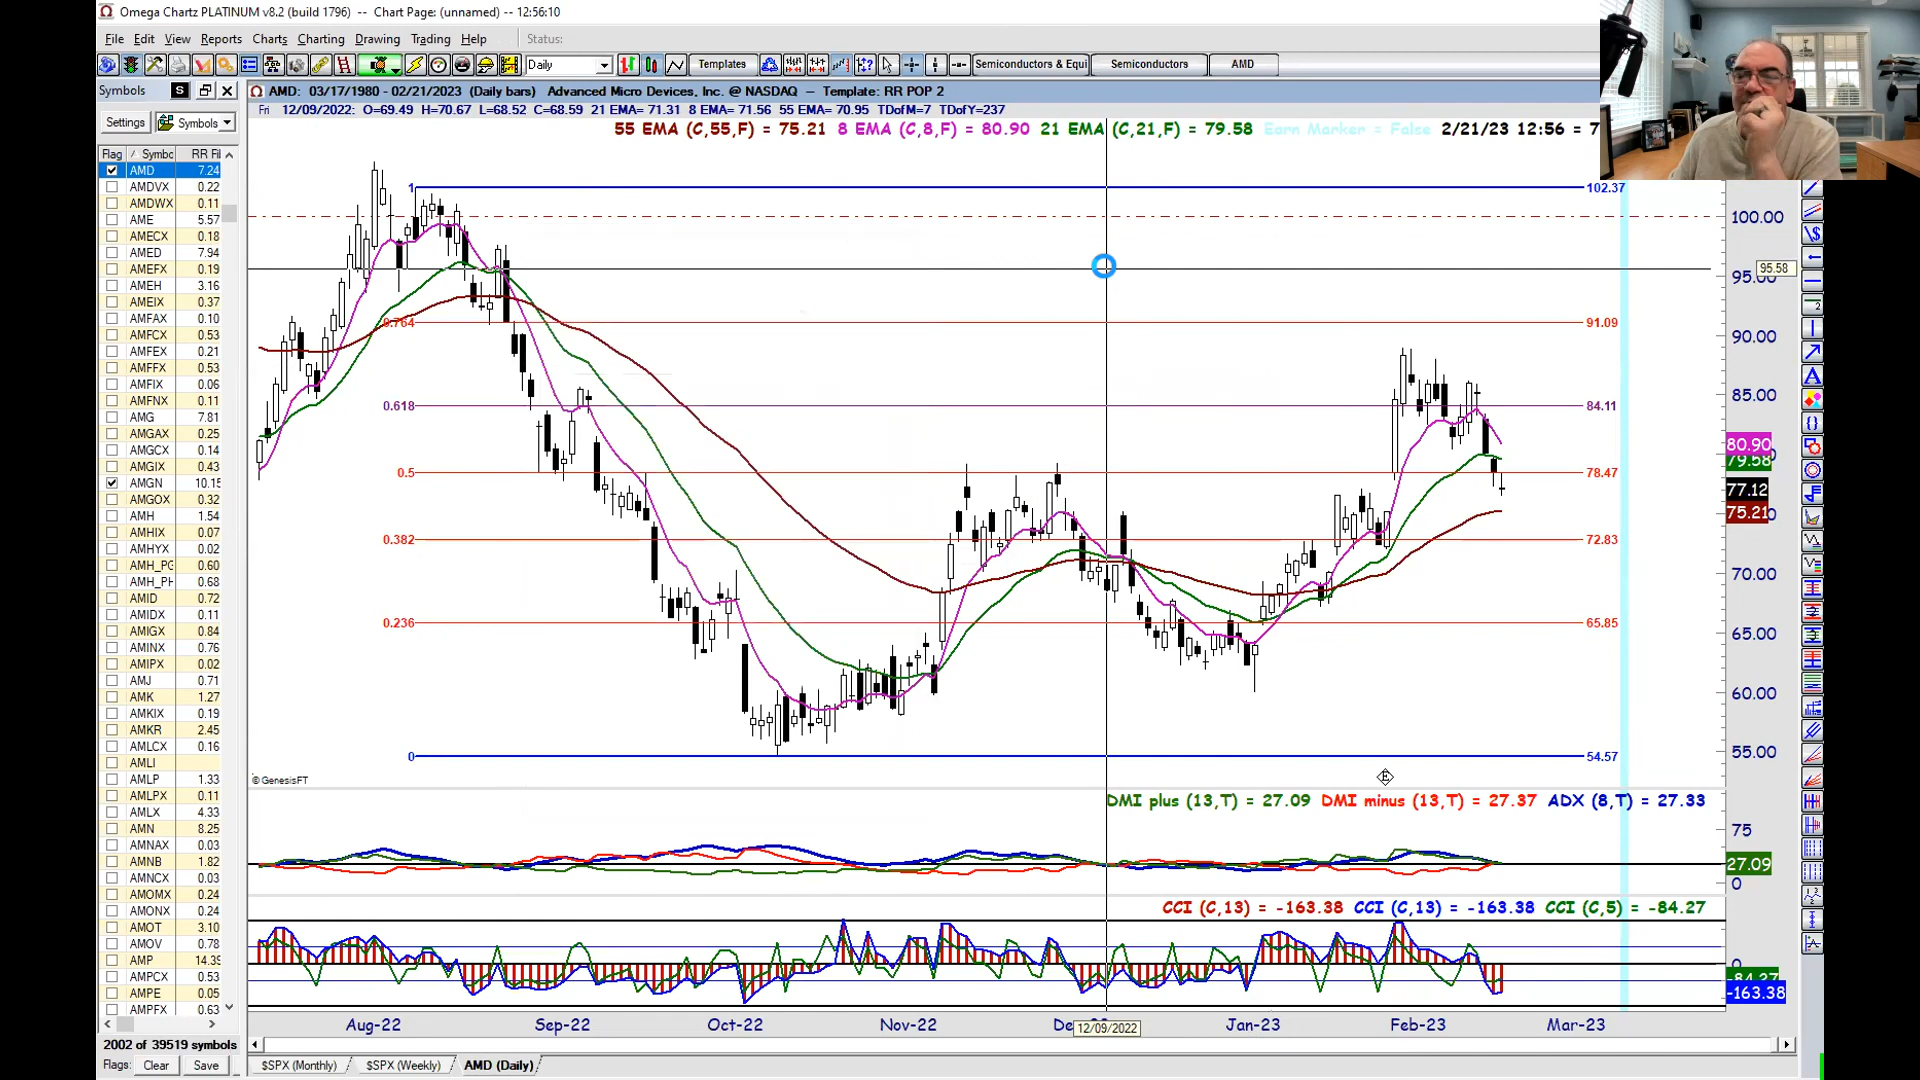 Omega Chartz PLATINUM v8.2 (build 1796) -- Chart Page: (unnamed) -- 12:56:10
File Edit View Reports Charts Charting Drawing Trading Help Status:
Daily Templates Semiconductors & Equi Semiconductors AMD
Symbols S
AMD: 03/17/1980 - 02/21/2023 (Daily bars) Advanced Micro Devices, Inc. @ NASDAQ -- Template: RR POP 2
Fri 12/09/2022: O=69.49 H=70.67 L=68.52 C=68.59 21 EMA= 71.31 8 EMA= 71.56 55 EMA= 70.95 TDofM=7 TDofY=237
Settings Symbols
55 EMA (C,55,F) = 75.21 8 EMA (C,8,F) = 80.90 21 EMA (C,21,F) = 79.58 Earn Marker = False 2/21/23 12:56 = 7
Flag Symbc RR Fil
AMD 7.24
AMDVX 0.22
AMDWX 0.11
AME 5.57
AMECX 0.18
AMED 7.94
AMEFX 0.19
AMEH 3.16
AMEIX 0.37
AMFAX 0.10
AMFCX 0.53
AMFEX 0.21
AMFFX 0.53
AMFIX 0.06
AMFNX 0.11
AMG 7.81
AMGAX 0.25
AMGCX 0.14
AMGIX 0.43
AMGN 10.15
AMGOX 0.32
AMH 1.54
AMHIX 0.07
AMHYX 0.02
AMH_PG 0.60
AMH_PH 0.68
AMID 0.72
AMIDX 0.11
AMIGX 0.84
AMINX 0.76
AMIPX 0.02
AMJ 0.71
AMK 1.27
AMKIX 0.19
AMKR 2.45
AMLCX 0.16
AMLI
AMLP 1.33
AMLPX 0.11
AMLX 4.33
AMN 8.25
AMNAX 0.03
AMNB 1.82
AMNCX 0.03
AMOMX 0.24
AMONX 0.24
AMOT 3.10
AMOV 0.78
AMP 14.39
AMPCX 0.53
AMPE 0.05
AMPFX 0.63
2002 of 39519 symbols
Flags: Clear Save
1 102.37
0.764 91.09
0.618 84.11
0.5 78.47
0.382 72.83
0.236 65.85
0 54.57
100.00
95.00
95.58
90.00
85.00
80.90
79.58
77.12
75.21
70.00
65.00
60.00
55.00
E
© GenesisFT
DMI plus (13,T) = 27.09 DMI minus (13,T) = 27.37 ADX (8,T) = 27.33
75
27.09
0
CCI (C,13) = -163.38 CCI (C,13) = -163.38 CCI (C,5) = -84.27
0
-84.27
-163.38
Aug-22 Sep-22 Oct-22 Nov-22 De 12/09/2022 Jan-23 Feb-23 Mar-23
$SPX (Monthly) $SPX (Weekly) AMD (Daily)